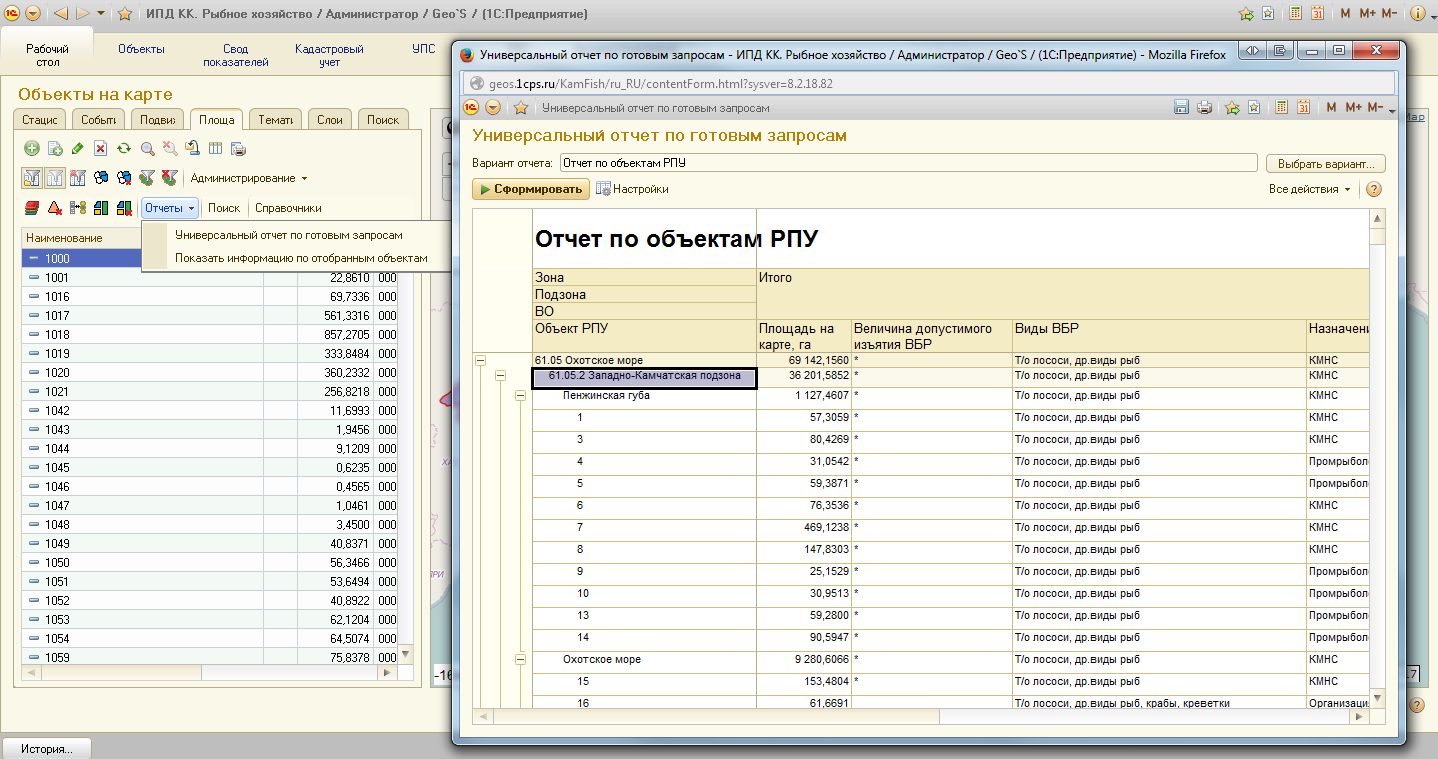 ИПД КК. Рыбное хозяйство / Администратор / Geo`S / (1С:Предприятие)
M M+ M-
Рабочий стол
Объекты
Свод показателей
Кадастровый учет
УПС
Объекты на карте
Стацис Событи Подвиж Площа Темати Слои Поиск
Администрирование
Отчеты Поиск Справочники
Универсальный отчет по готовым запросам
Показать информацию по отобранным объектам
Наименование
1000
1001 22,8610 000
1016 69,7336 000
1017 561,3316 000
1018 857,2705 000
1019 333,8484 000
1020 360,2332 000
1021 256,8218 000
1042 11,6993 000
1043 1,9456 000
1044 9,1209 000
1045 0,6235 000
1046 0,4565 000
1047 1,0461 000
1048 3,4500 000
1049 40,8371 000
1050 56,3466 000
1051 53,6494 000
1052 40,8922 000
1053 62,1204 000
1054 64,5074 000
1059 75,8378 000
История...
Универсальный отчет по готовым запросам - ИПД КК. Рыбное хозяйство / Администратор / Geo`S / (1С:Предприятие) - Mozilla Firefox
geos.1cps.ru/KamFish/ru_RU/contentForm.html?sysver=8.2.18.82
Универсальный отчет по готовым запросам
M M+ M-
Универсальный отчет по готовым запросам
Вариант отчета: Отчет по объектам РПУ Выбрать вариант...
Сформировать Настройки Все действия
Отчет по объектам РПУ
Зона Итого
Подзона
ВО
Объект РПУ Площадь на карте, га Величина допустимого изъятия ВБР Виды ВБР Назначени
61.05 Охотское море 69 142,1560 * Т/о лососи, др.виды рыб КМНС
61.05.2 Западно-Камчатская подзона 36 201,5852 * Т/о лососи, др.виды рыб КМНС
Пенжинская губа 1 127,4607 * Т/о лососи, др.виды рыб КМНС
1 57,3059 * Т/о лососи, др.виды рыб КМНС
3 80,4269 * Т/о лососи, др.виды рыб КМНС
4 31,0542 * Т/о лососи, др.виды рыб Промрыбол
5 59,3871 * Т/о лососи, др.виды рыб Промрыбол
6 76,3536 * Т/о лососи, др.виды рыб КМНС
7 469,1238 * Т/о лососи, др.виды рыб КМНС
8 147,8303 * Т/о лососи, др.виды рыб КМНС
9 25,1529 * Т/о лососи, др.виды рыб Промрыбол
10 30,9513 * Т/о лососи, др.виды рыб Промрыбол
13 59,2800 * Т/о лососи, др.виды рыб Промрыбол
14 90,5947 * Т/о лососи, др.виды рыб Промрыбол
Охотское море 9 280,6066 * Т/о лососи, др.виды рыб КМНС
15 153,4804 * Т/о лососи, др.виды рыб КМНС
16 61,6691 Т/о лососи, др.виды рыб, крабы, креветки Организаци